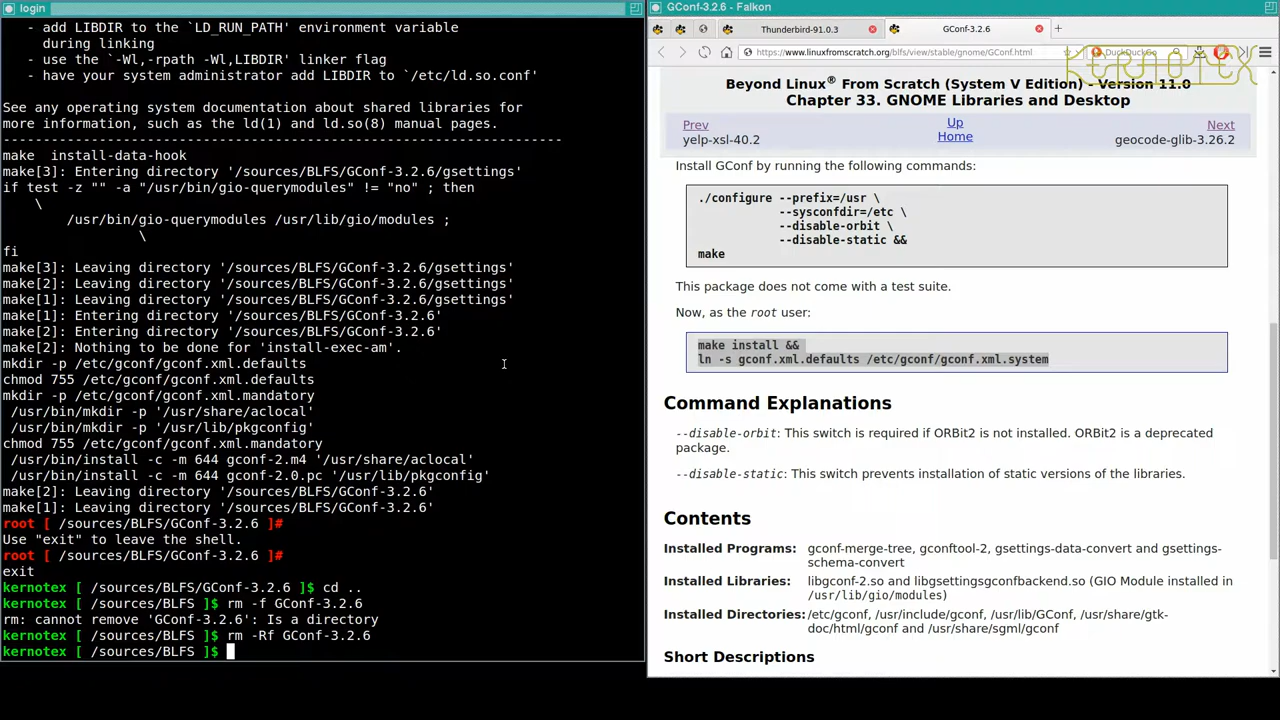 login
- add LIBDIR to the `LD_RUN_PATH' environment variable
during linking
- use the `-Wl,-rpath -Wl,LIBDIR' linker flag
- have your system administrator add LIBDIR to `/etc/ld.so.conf'
See any operating system documentation about shared libraries for
more information, such as the ld(1) and ld.so(8) manual pages.
----------------------------------------------------------------------
make  install-data-hook
make[3]: Entering directory '/sources/BLFS/GConf-3.2.6/gsettings'
if test -z "" -a "/usr/bin/gio-querymodules" != "no" ; then
\
/usr/bin/gio-querymodules /usr/lib/gio/modules ;
\
fi
make[3]: Leaving directory '/sources/BLFS/GConf-3.2.6/gsettings'
make[2]: Leaving directory '/sources/BLFS/GConf-3.2.6/gsettings'
make[1]: Leaving directory '/sources/BLFS/GConf-3.2.6/gsettings'
make[1]: Entering directory '/sources/BLFS/GConf-3.2.6'
make[2]: Entering directory '/sources/BLFS/GConf-3.2.6'
make[2]: Nothing to be done for 'install-exec-am'.
mkdir -p /etc/gconf/gconf.xml.defaults
chmod 755 /etc/gconf/gconf.xml.defaults
mkdir -p /etc/gconf/gconf.xml.mandatory
/usr/bin/mkdir -p '/usr/share/aclocal'
/usr/bin/mkdir -p '/usr/lib/pkgconfig'
chmod 755 /etc/gconf/gconf.xml.mandatory
/usr/bin/install -c -m 644 gconf-2.m4 '/usr/share/aclocal'
/usr/bin/install -c -m 644 gconf-2.0.pc '/usr/lib/pkgconfig'
make[2]: Leaving directory '/sources/BLFS/GConf-3.2.6'
make[1]: Leaving directory '/sources/BLFS/GConf-3.2.6'
root [ /sources/BLFS/GConf-3.2.6 ]#
Use "exit" to leave the shell.
root [ /sources/BLFS/GConf-3.2.6 ]#
exit
kernotex [ /sources/BLFS/GConf-3.2.6 ]$ cd ..
kernotex [ /sources/BLFS ]$ rm -f GConf-3.2.6
rm: cannot remove 'GConf-3.2.6': Is a directory
kernotex [ /sources/BLFS ]$ rm -Rf GConf-3.2.6
kernotex [ /sources/BLFS ]$
GConf-3.2.6 - Falkon
Thunderbird-91.0.3
GConf-3.2.6
https://www.linuxfromscratch.org/blfs/view/stable/gnome/GConf.html
DuckDuckGo
KERNOTEX
Beyond Linux® From Scratch (System V Edition) - Version 11.0
Chapter 33. GNOME Libraries and Desktop
Prev Up Next
yelp-xsl-40.2 Home geocode-glib-3.26.2
Install GConf by running the following commands:
./configure --prefix=/usr \
--sysconfdir=/etc \
--disable-orbit \
--disable-static &&
make
This package does not come with a test suite.
Now, as the root user:
make install &&
ln -s gconf.xml.defaults /etc/gconf/gconf.xml.system
Command Explanations
--disable-orbit: This switch is required if ORBit2 is not installed. ORBit2 is a deprecated
package.
--disable-static: This switch prevents installation of static versions of the libraries.
Contents
Installed Programs: gconf-merge-tree, gconftool-2, gsettings-data-convert and gsettings-
schema-convert
Installed Libraries: libgconf-2.so and libgsettingsgconfbackend.so (GIO Module installed in
/usr/lib/gio/modules)
Installed Directories: /etc/gconf, /usr/include/gconf, /usr/lib/GConf, /usr/share/gtk-
doc/html/gconf and /usr/share/sgml/gconf
Short Descriptions